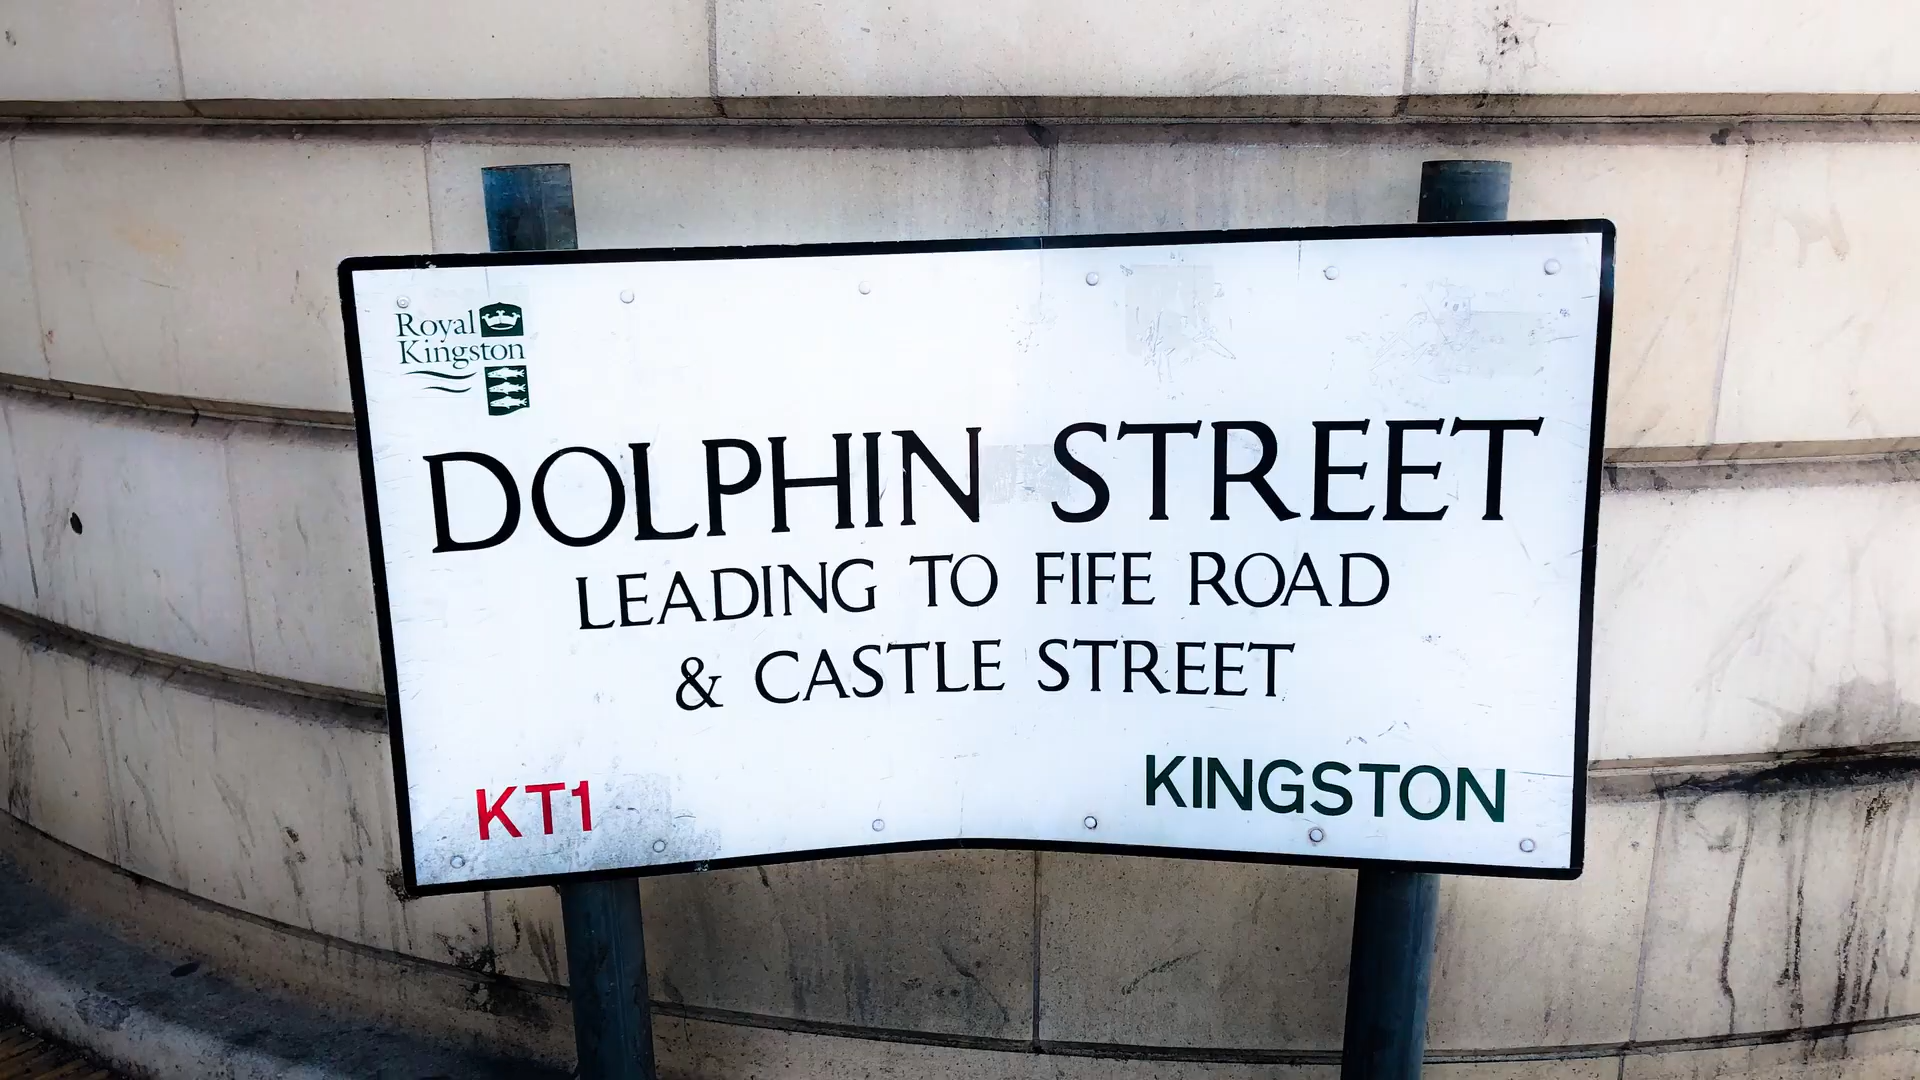 Royal
Kingston
DOLPHIN STREET
LEADING TO FIFE ROAD
& CASTLE STREET
KT1
KINGSTON